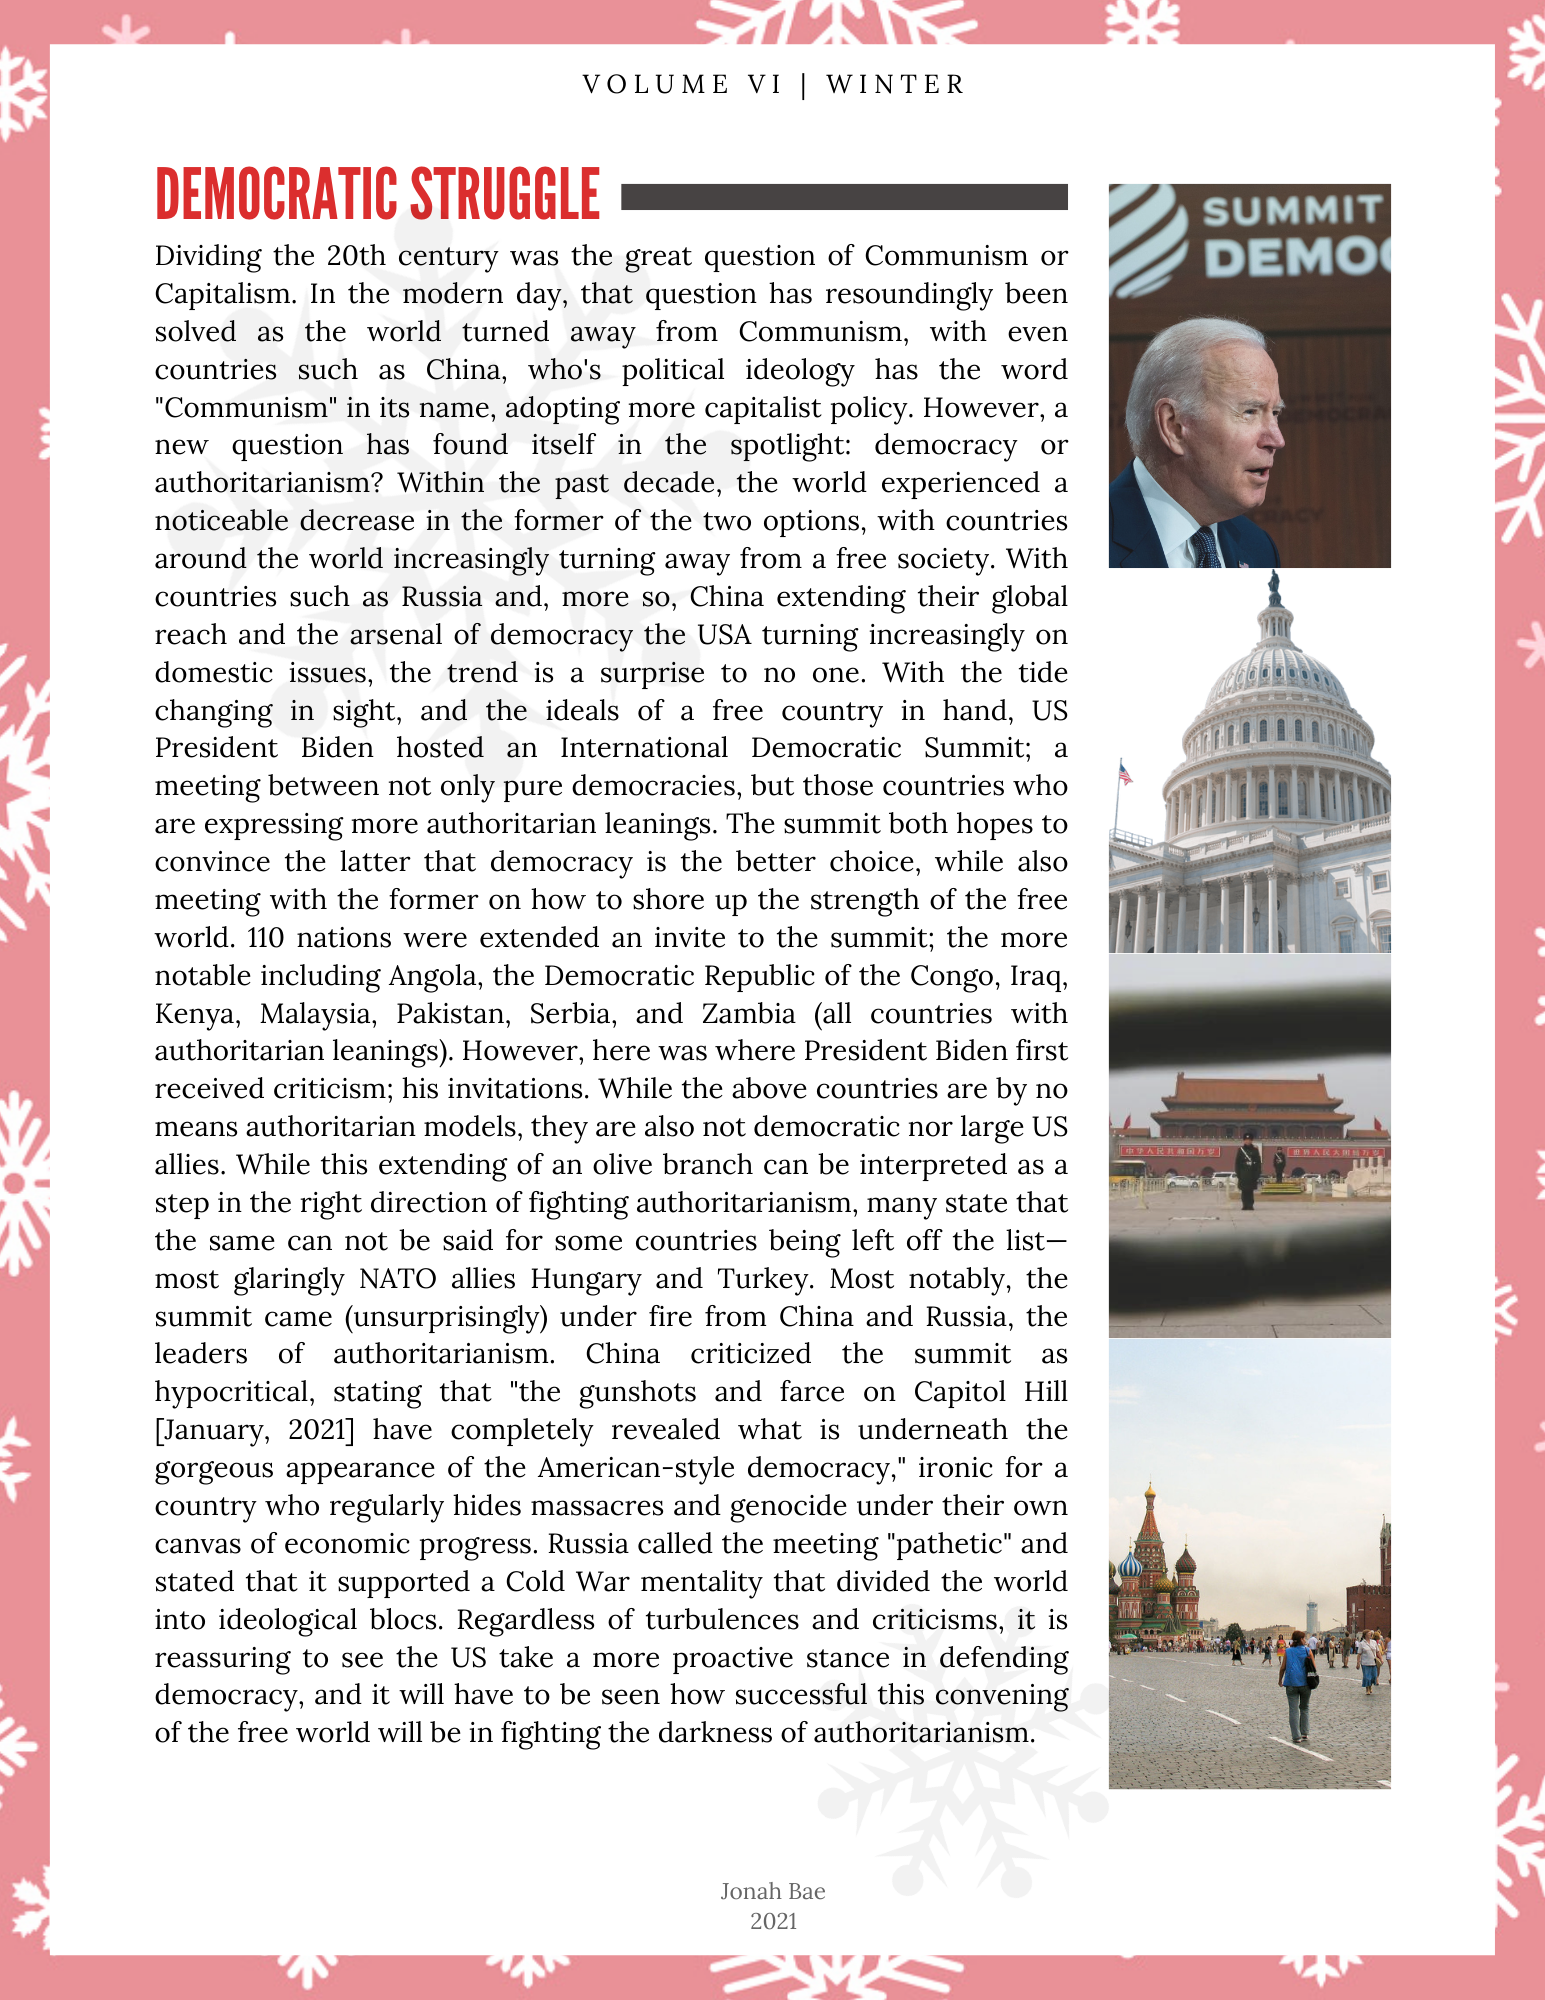 VOLUME VI | WINTER
DEMOCRATIC STRUGGLE
Dividing the 20th century was the great question of Communism or
Capitalism. In the modern day, that question has resoundingly been
solved as the world turned away from Communism, with even
countries such as China, who's political ideology has the word
"Communism" in its name, adopting more capitalist policy. However, a
new question has found itself in the spotlight: democracy or
authoritarianism? Within the past decade, the world experienced a
noticeable decrease in the former of the two options, with countries
around the world increasingly turning away from a free society. With
countries such as Russia and, more so, China extending their global
reach and the arsenal of democracy the USA turning increasingly on
domestic issues, the trend is a surprise to no one. With the tide
changing in sight, and the ideals of a free country in hand, US
President Biden hosted an International Democratic Summit; a
meeting between not only pure democracies, but those countries who
are expressing more authoritarian leanings. The summit both hopes to
convince the latter that democracy is the better choice, while also
meeting with the former on how to shore up the strength of the free
world. 110 nations were extended an invite to the summit; the more
notable including Angola, the Democratic Republic of the Congo, Iraq,
Kenya, Malaysia, Pakistan, Serbia, and Zambia (all countries with
authoritarian leanings). However, here was where President Biden first
received criticism; his invitations. While the above countries are by no
means authoritarian models, they are also not democratic nor large US
allies. While this extending of an olive branch can be interpreted as a
step in the right direction of fighting authoritarianism, many state that
the same can not be said for some countries being left off the list—
most glaringly NATO allies Hungary and Turkey. Most notably, the
summit came (unsurprisingly) under fire from China and Russia, the
leaders of authoritarianism. China criticized the summit as
hypocritical, stating that "the gunshots and farce on Capitol Hill
[January, 2021] have completely revealed what is underneath the
gorgeous appearance of the American-style democracy," ironic for a
country who regularly hides massacres and genocide under their own
canvas of economic progress. Russia called the meeting "pathetic" and
stated that it supported a Cold War mentality that divided the world
into ideological blocs. Regardless of turbulences and criticisms, it is
reassuring to see the US take a more proactive stance in defending
democracy, and it will have to be seen how successful this convening
of the free world will be in fighting the darkness of authoritarianism.
SUMMIT
DEMOC
中华人民共和国万岁
世界人民大团结万岁
Jonah Bae
2021